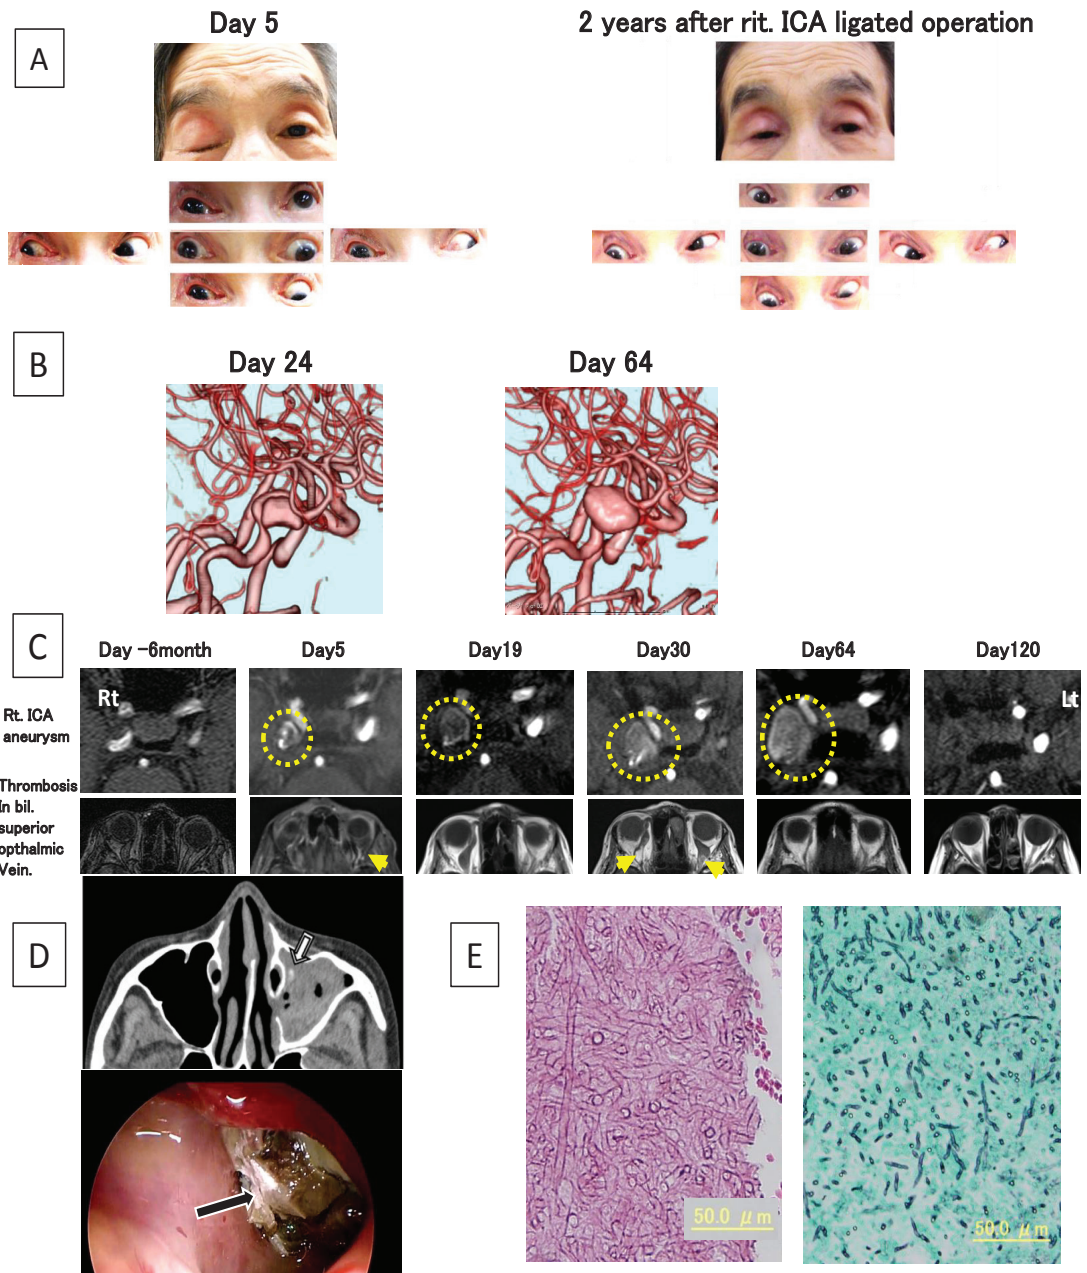 Day 5
2 years after rit. ICA ligated operation
A
B
Day 24
Day 64
C
Day -6month
Day5
Day19
Day30
Day64
Day120
Rt
Lt
Rt. ICA
aneurysm
Thrombosis
In bil.
superior
opthalmic
Vein.
D
E
50.0 μm
50.0 μm